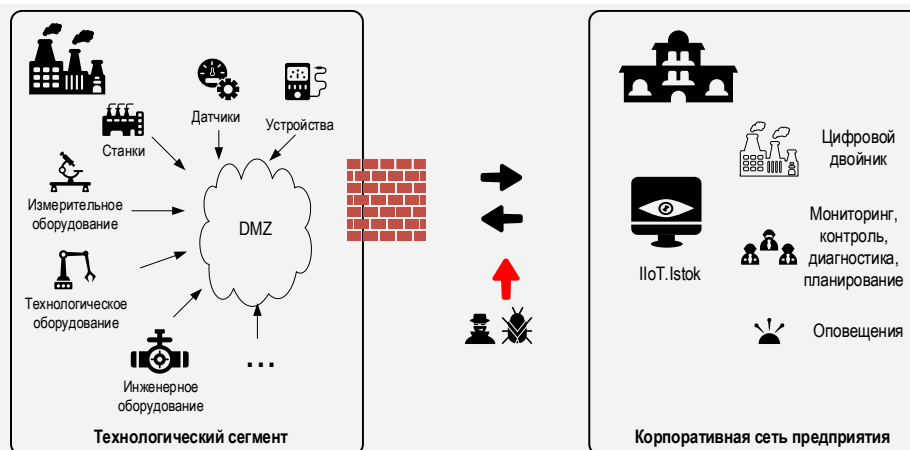 Датчики
Устройства
Станки
Измерительное
оборудование
DMZ
Технологическое
оборудование
Инженерное
оборудование
...
Технологический сегмент
Цифровой
двойник
IIoT.Istok
Мониторинг,
контроль,
диагностика,
планирование
Оповещения
Корпоративная сеть предприятия